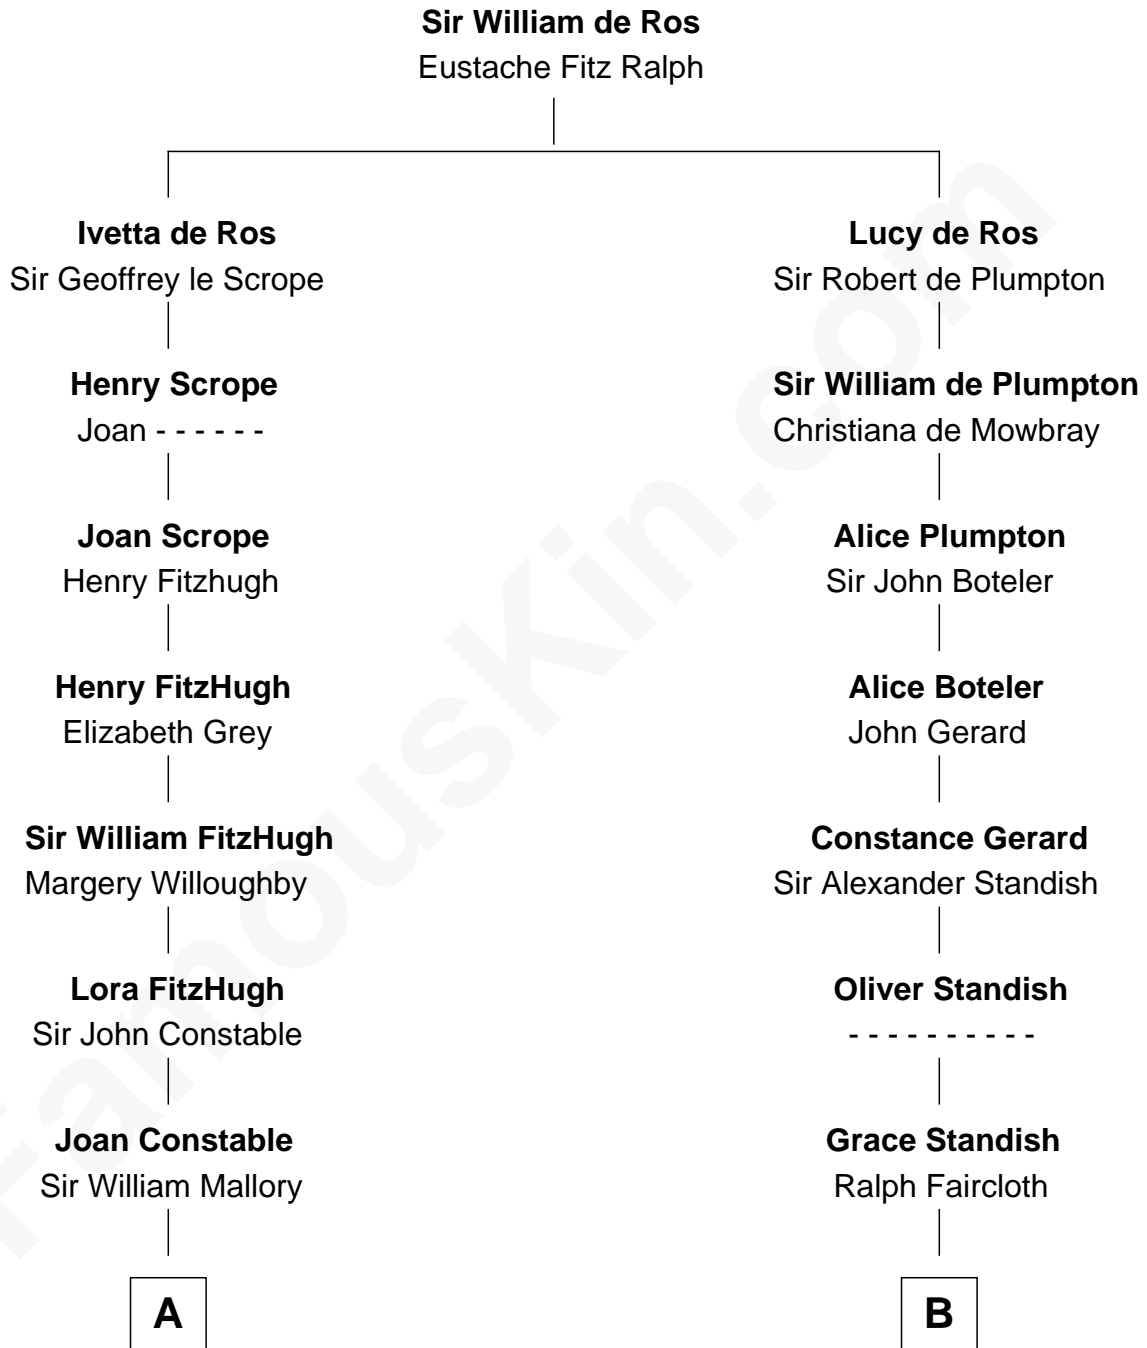 Sir William de Ros
Eustache Fitz Ralph
Ivetta de Ros
Sir Geoffrey le Scrope
Lucy de Ros
Sir Robert de Plumpton
Henry Scrope
Joan - - - - - -
Sir William de Plumpton
Christiana de Mowbray
Joan Scrope
Henry Fitzhugh
Alice Plumpton
Sir John Boteler
Henry FitzHugh
Elizabeth Grey
Alice Boteler
John Gerard
Sir William FitzHugh
Margery Willoughby
Constance Gerard
Sir Alexander Standish
Lora FitzHugh
Sir John Constable
Oliver Standish
- - - - - - - - - -
Joan Constable
Sir William Mallory
Grace Standish
Ralph Faircloth
A
B
FamousKin.com